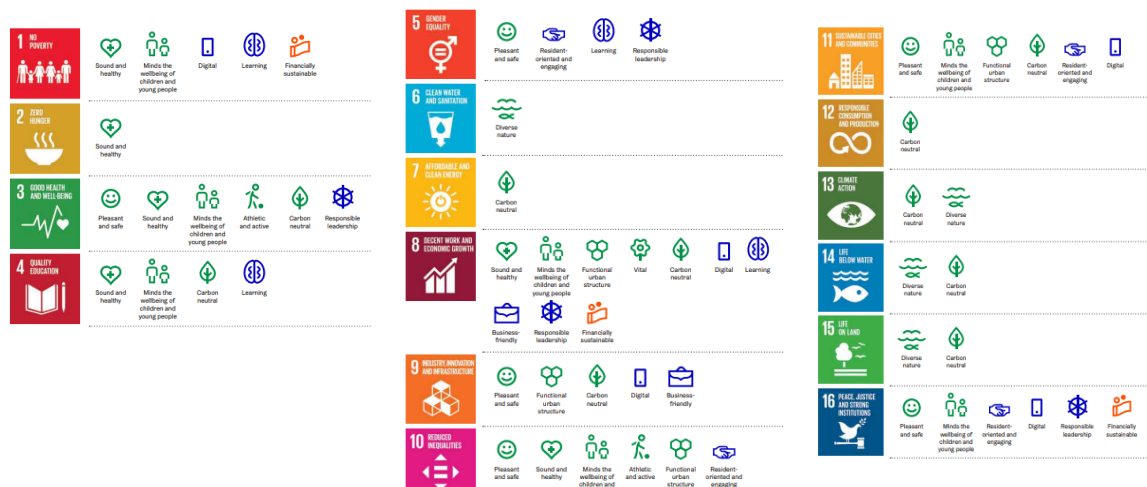 1 NO
POVERTY
Sound and
healthy
Minds the
wellbeing of
children and
young people
Digital
Learning
Financially
sustainable
2 ZERO
HUNGER
Sound and
healthy
3 GOOD HEALTH
AND WELL-BEING
Pleasant
and safe
Sound and
healthy
Minds the
wellbeing of
children and
young people
Athletic
and active
Carbon
neutral
Responsible
leadership
4 QUALITY
EDUCATION
Sound and
healthy
Minds the
wellbeing of
children and
young people
Carbon
neutral
Learning
5 GENDER
EQUALITY
Pleasant
and safe
Resident-
oriented and
engaging
Learning
Responsible
leadership
6 CLEAN WATER
AND SANITATION
Diverse
nature
7 AFFORDABLE AND
CLEAN ENERGY
Carbon
neutral
8 DECENT WORK AND
ECONOMIC GROWTH
Sound and
healthy
Minds the
wellbeing of
children and
young people
Functional
urban
structure
Vital
Carbon
neutral
Digital
Learning
Business-
friendly
Responsible
leadership
Financially
sustainable
9 INDUSTRY, INNOVATION
AND INFRASTRUCTURE
Pleasant
and safe
Functional
urban
structure
Carbon
neutral
Digital
Business-
friendly
10 REDUCED
INEQUALITIES
Pleasant
and safe
Sound and
healthy
Minds the
wellbeing of
children and
Athletic
and active
Functional
urban
structure
Resident-
oriented and
engaging
11 SUSTAINABLE CITIES
AND COMMUNITIES
Pleasant
and safe
Minds the
wellbeing of
children and
young people
Functional
urban
structure
Carbon
neutral
Resident-
oriented and
engaging
Digital
12 RESPONSIBLE
CONSUMPTION
AND PRODUCTION
Carbon
neutral
13 CLIMATE
ACTION
Carbon
neutral
Diverse
nature
14 LIFE
BELOW WATER
Diverse
nature
Carbon
neutral
15 LIFE
ON LAND
Diverse
nature
Carbon
neutral
16 PEACE, JUSTICE
AND STRONG
INSTITUTIONS
Pleasant
and safe
Minds the
wellbeing of
children and
young people
Resident-
oriented and
engaging
Digital
Responsible
leadership
Financially
sustainable